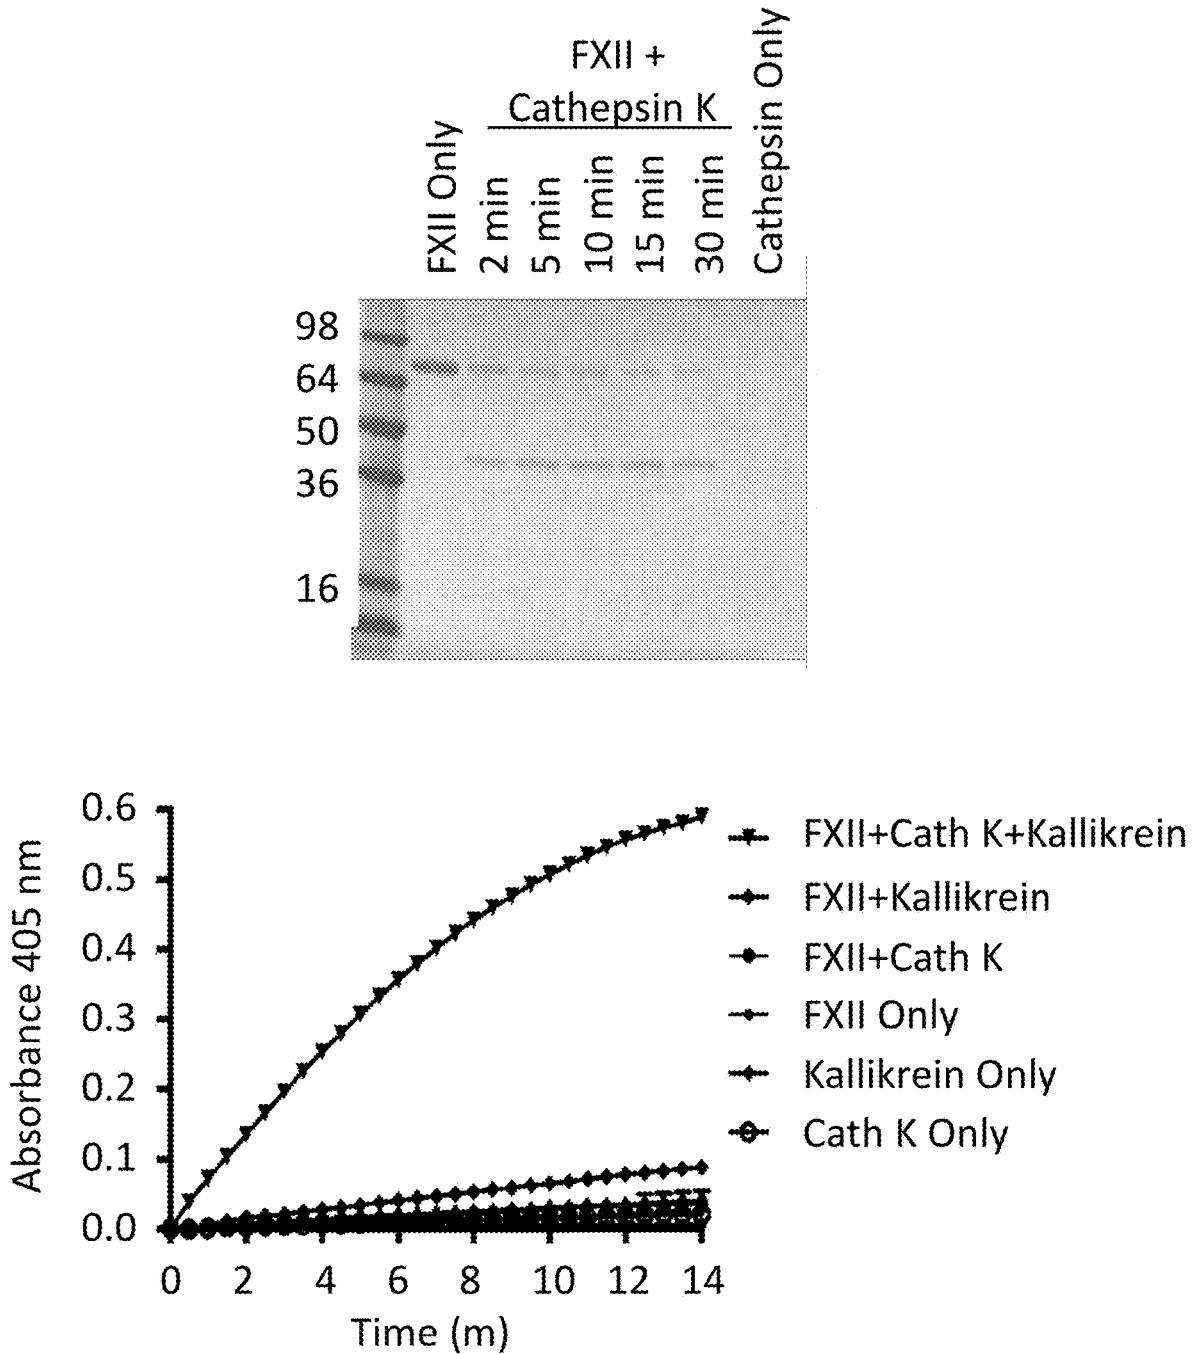 FXII +
Cathepsin K
FXII Only
2 min
5 min
10 min
15 min
30 min
Cathepsin Only
98
64
50
36
16
Absorbance 405 nm
0.6
0.5
0.4
0.3
0.2
0.1
0.0
0 2 4 6 8 10 12 14
Time (m)
FXII+Cath K+Kallikrein
FXII+Kallikrein
FXII+Cath K
FXII Only
Kallikrein Only
Cath K Only